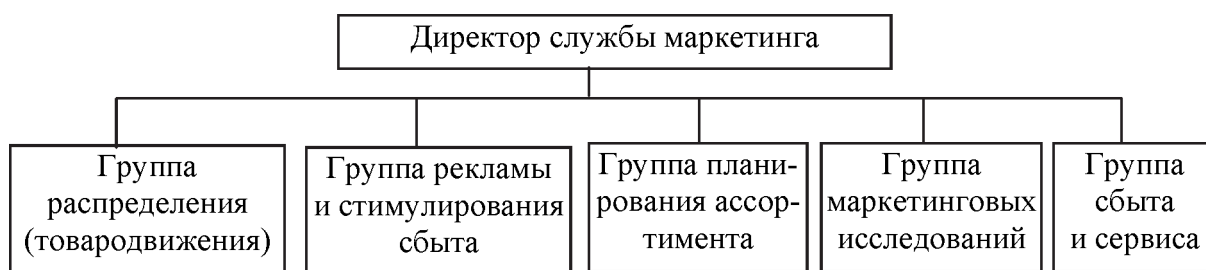 Директор службы маркетинга
Группа
распределения
(товародвижения)
Группа рекламы
и стимулирования
сбыта
Группа плани-
рования ассор-
тимента
Группа
маркетинговых
исследований
Группа
сбыта
и сервиса